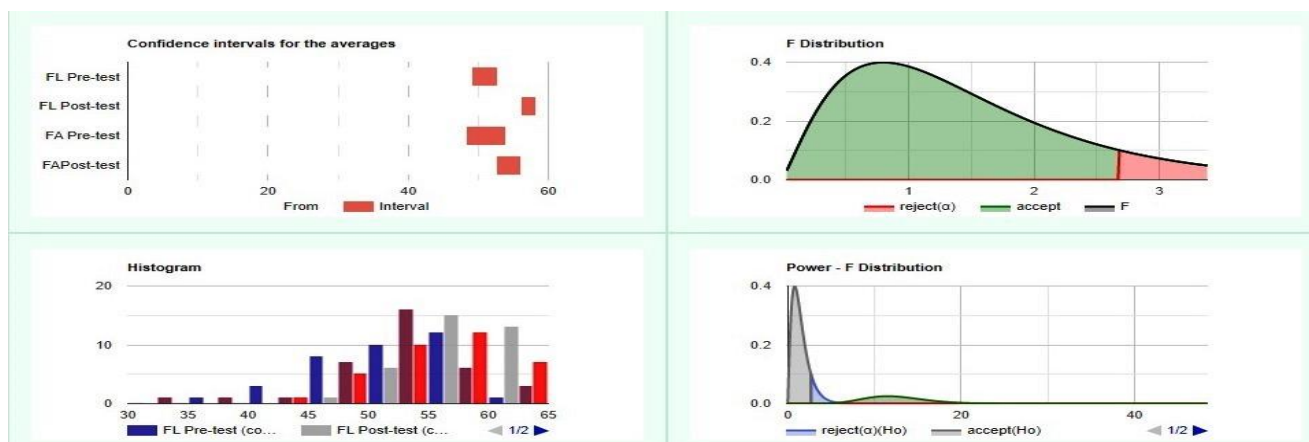 Confidence intervals for the averages
FL Pre-test
FL Post-test
FA Pre-test
FAPost-test
0 20 40 60
From Interval
F Distribution
0.4
0.2
0.0
1 2 3
reject(α) accept F
Histogram
20
10
0
30 35 40 45 50 55 60 65
FL Pre-test (co... FL Post-test (c... 1/2
Power - F Distribution
0.4
0.2
0.0
0 20 40
reject(α)(Ho) accept(Ho) 1/2